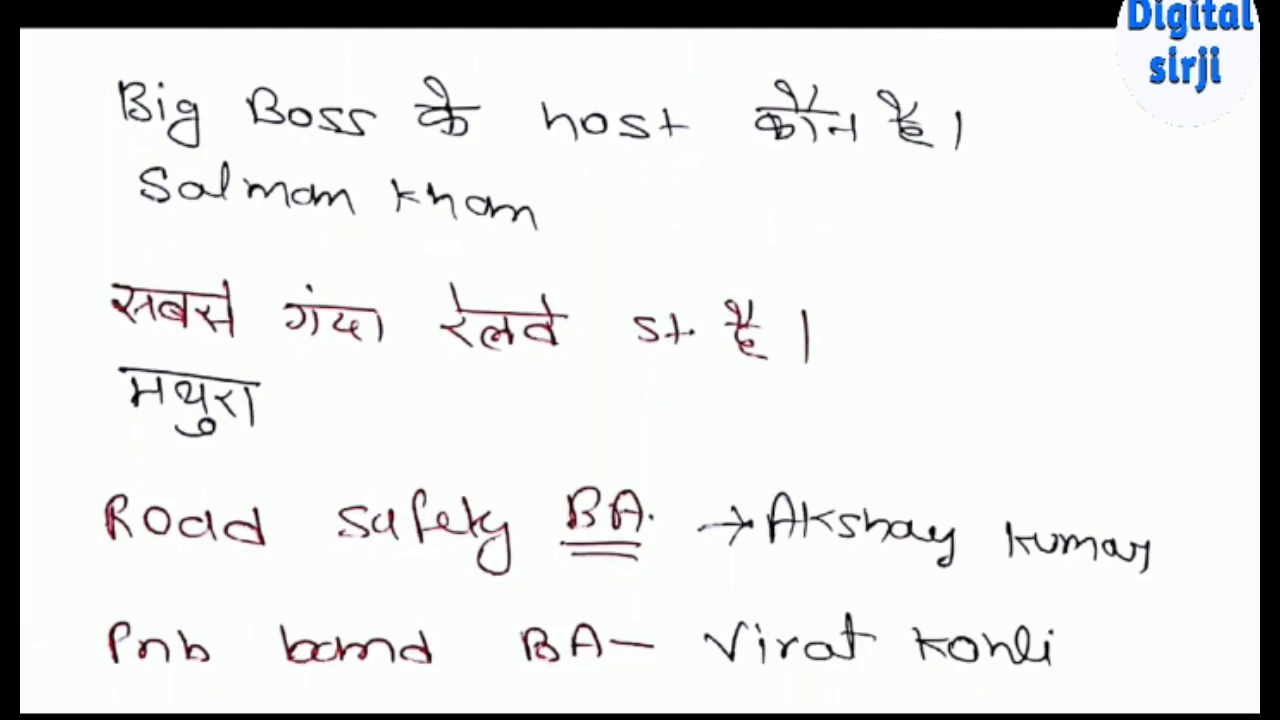 Digital
sirji
Big Boss के host कौन है।
Salman Khan
सबसे गंदा रेलवे st. है।
मथुरा
Road safety BA. → Akshay Kumar
Pnb band BA— Virat Kohli